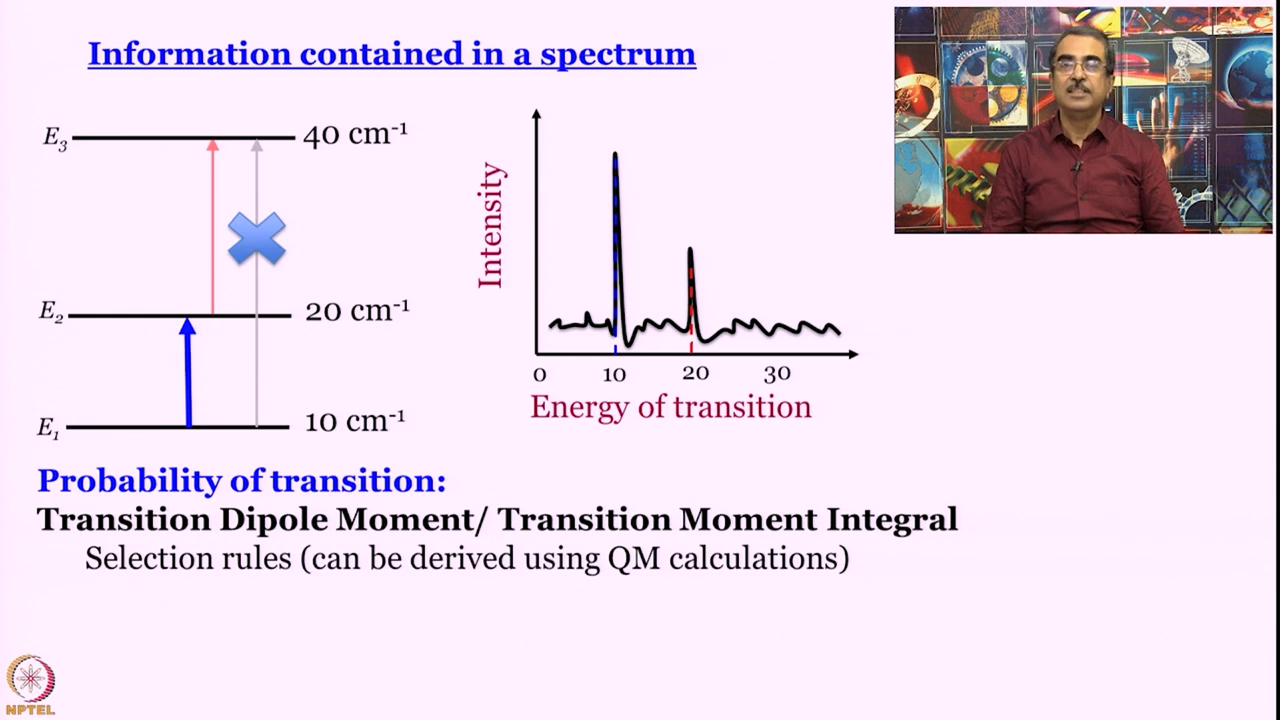 Information contained in a spectrum
E3 40 cm-1
E2 20 cm-1
E1 10 cm-1
Intensity
0 10 20 30
Energy of transition
Probability of transition:
Transition Dipole Moment/ Transition Moment Integral
Selection rules (can be derived using QM calculations)
NPTEL